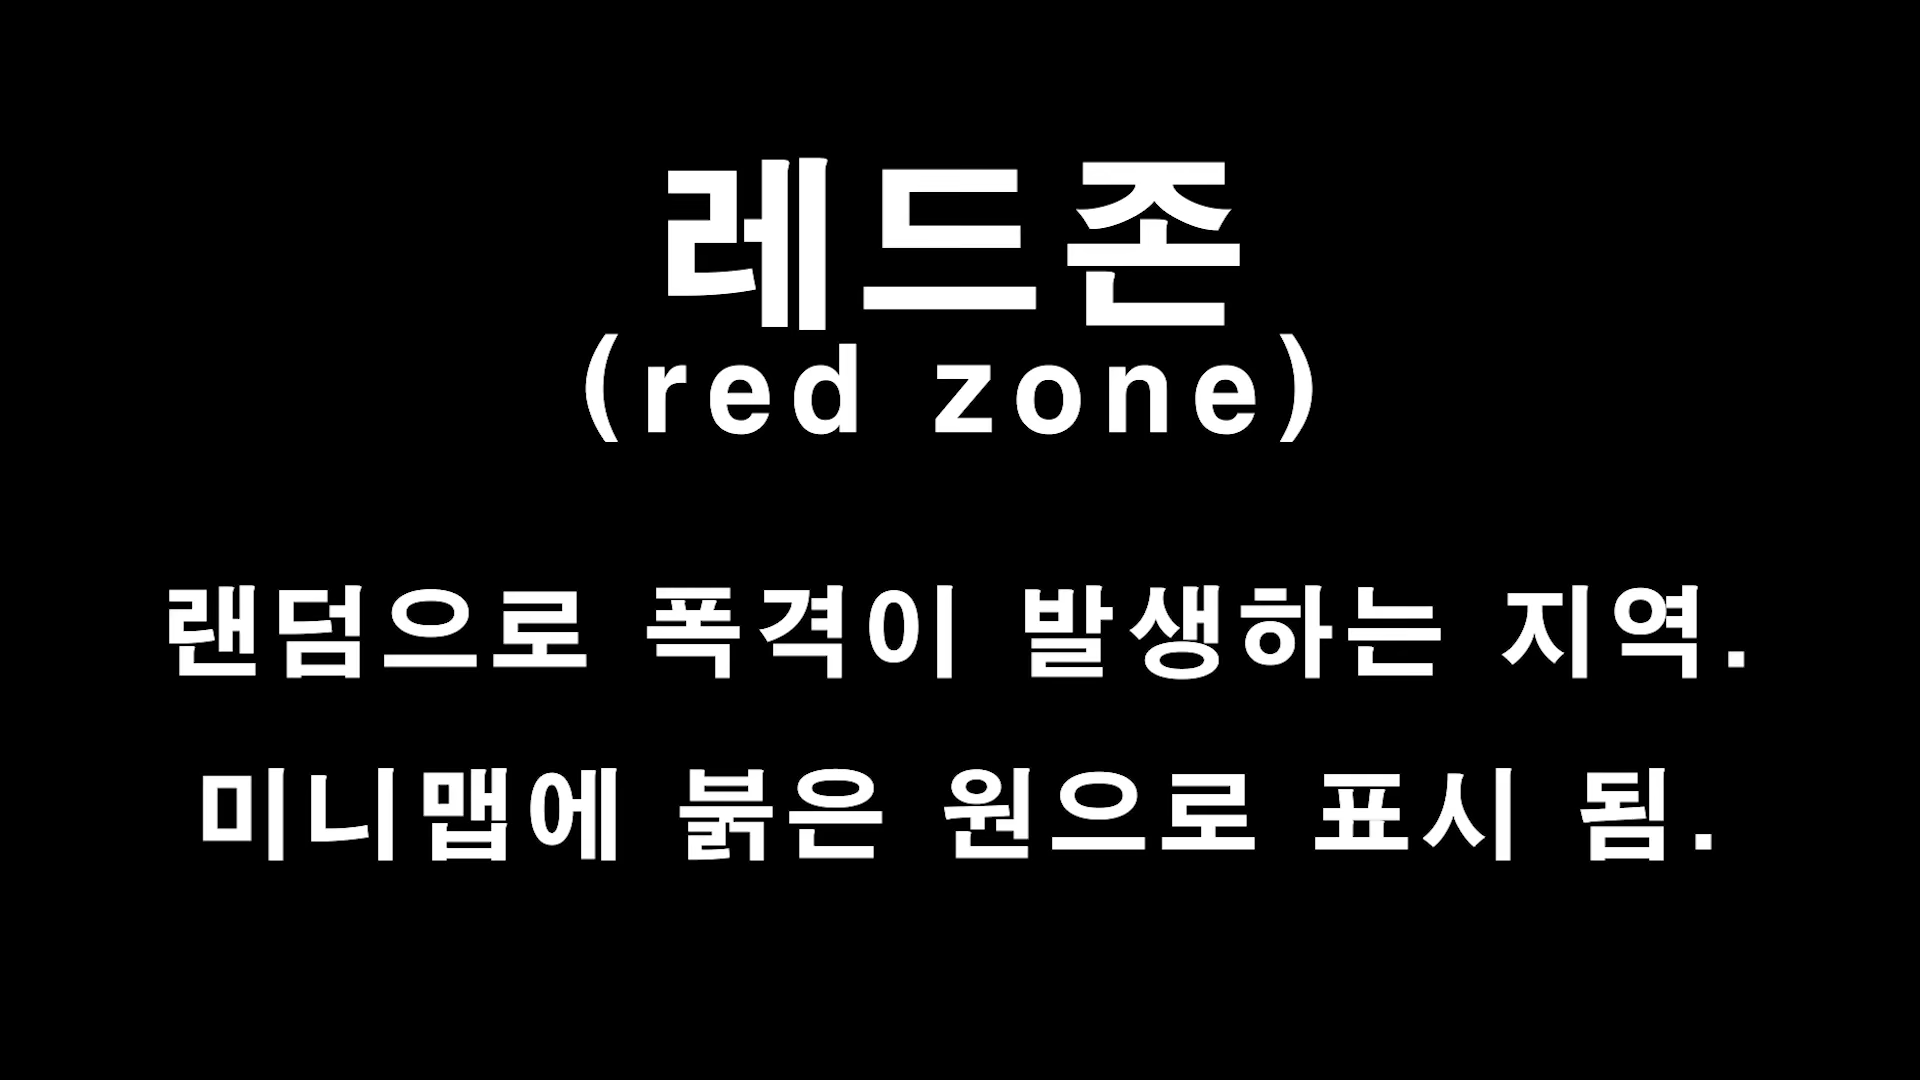 레드존
(red zone)
랜덤으로 폭격이 발생하는 지역.
미니맵에 붉은 원으로 표시 됨.